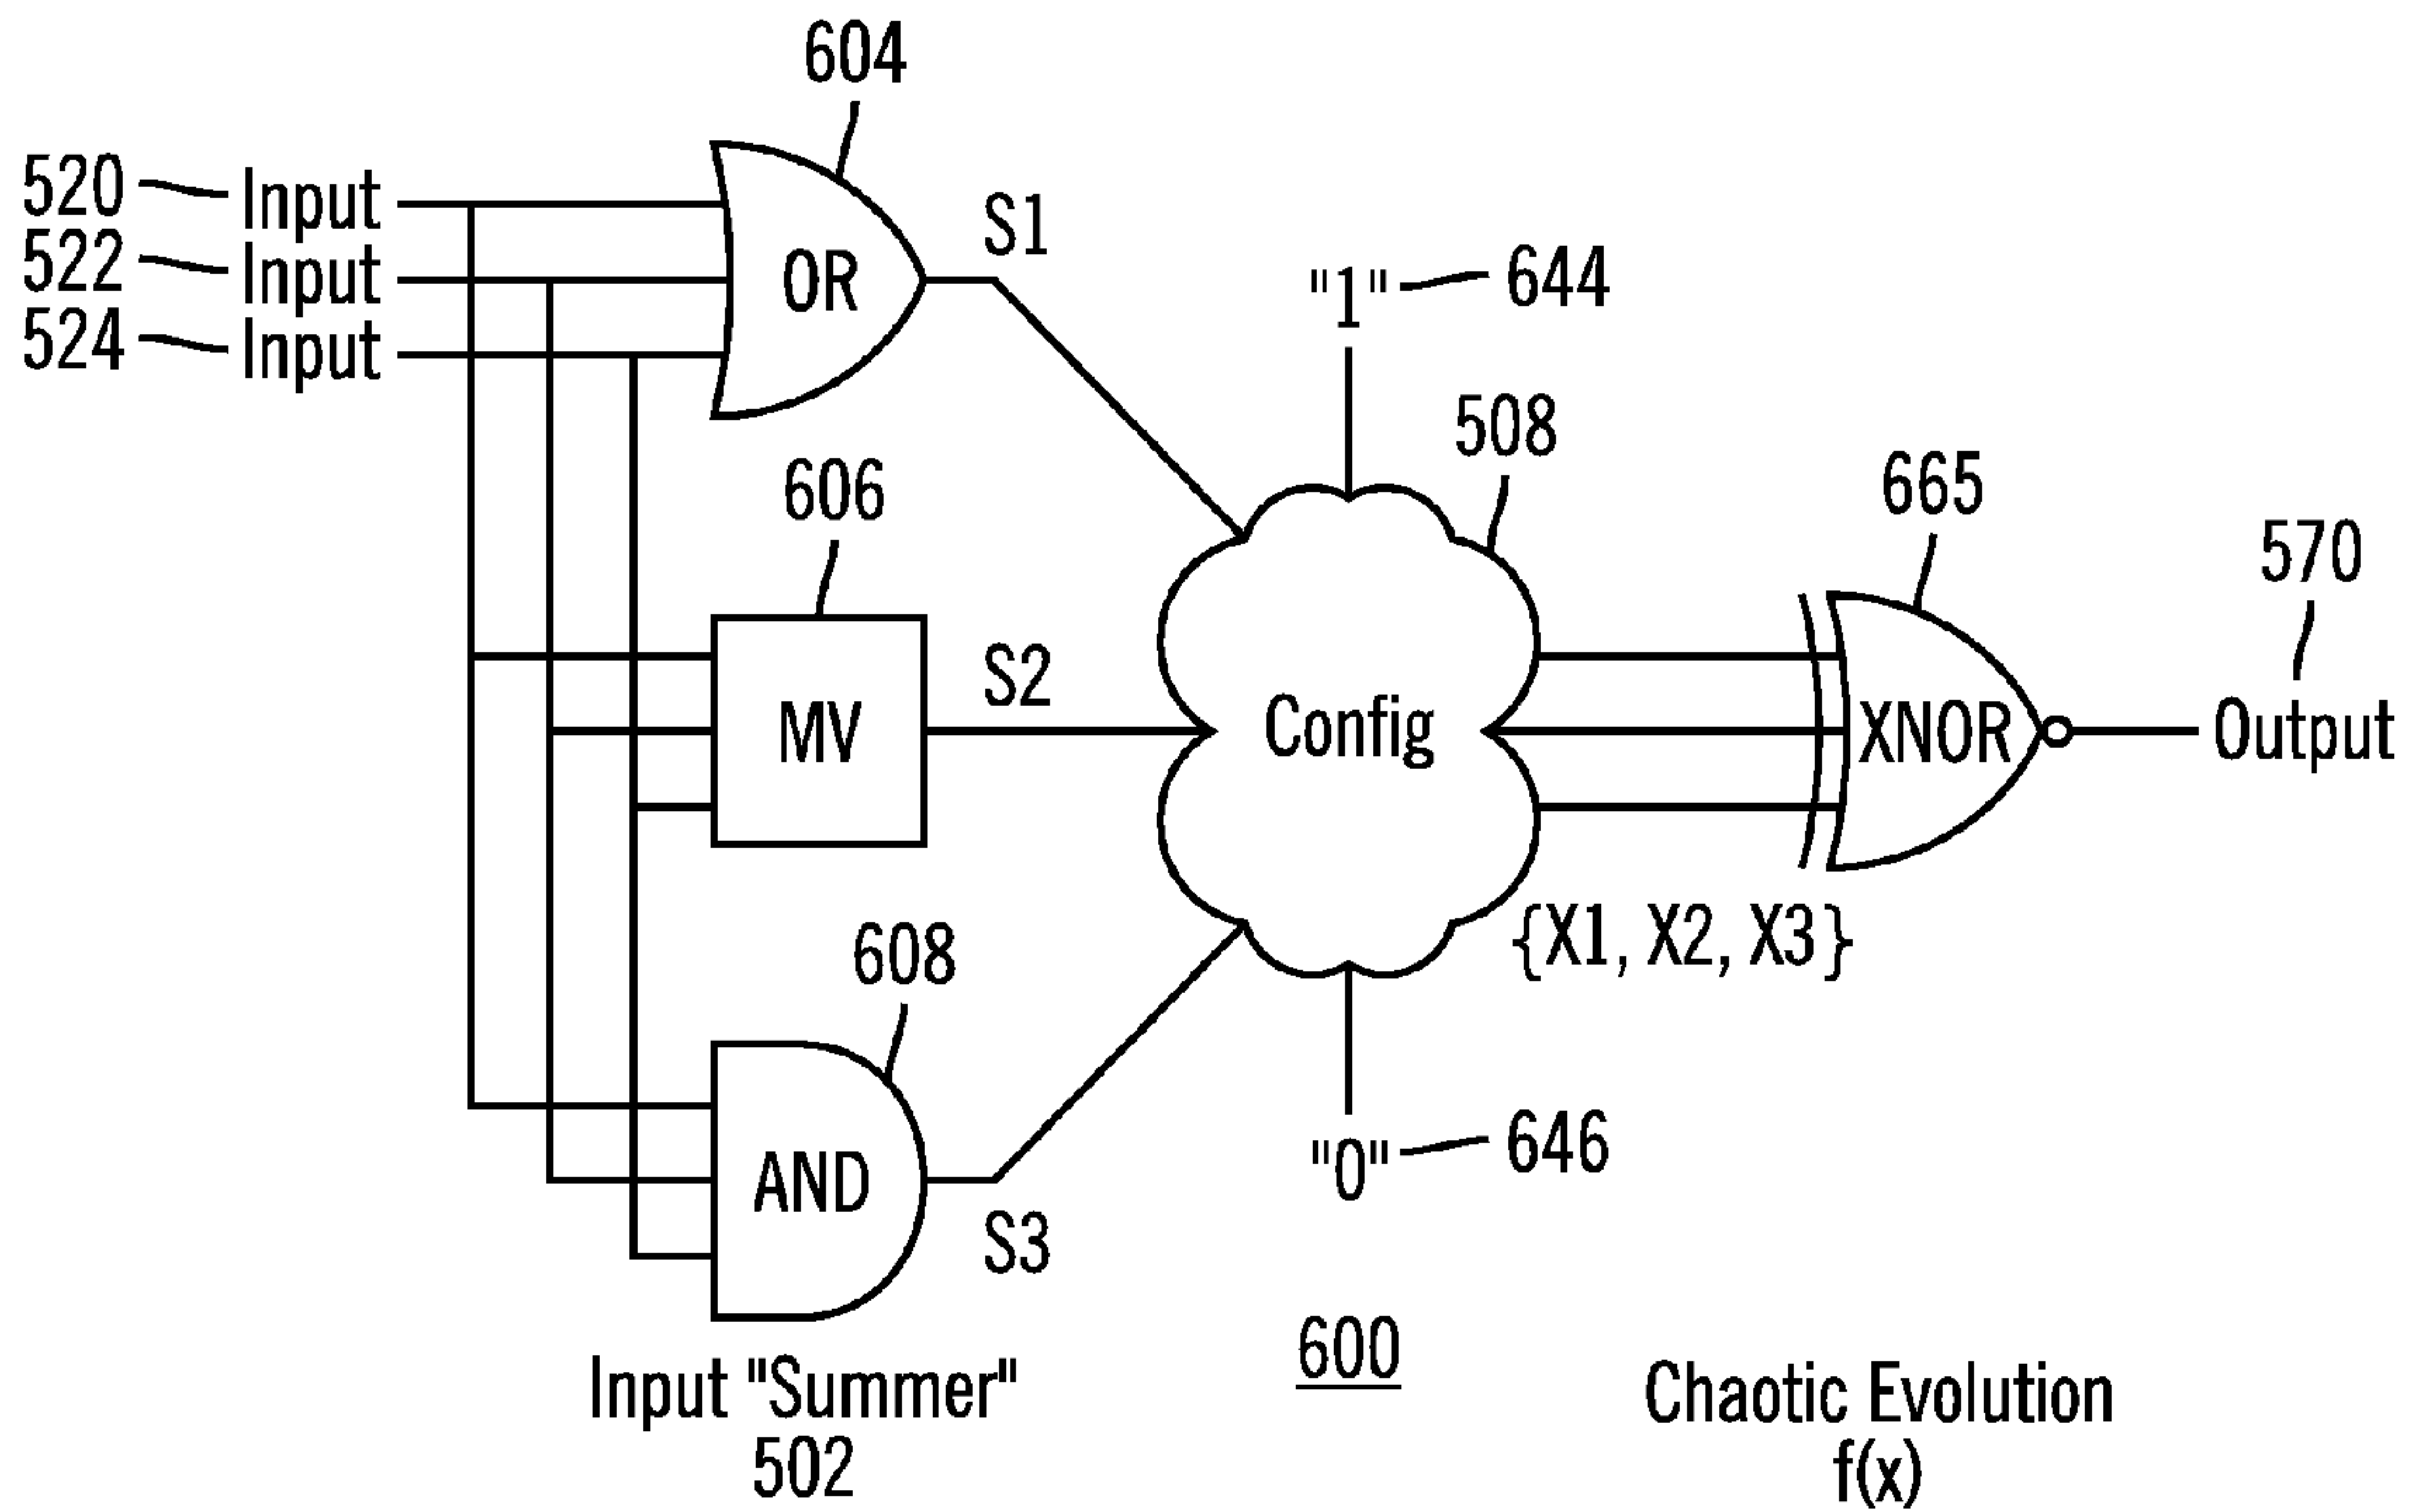 604
520 Input
522 Input
524 Input
OR
S1
"1" 644
508
606
665
570
MV
S2
Config
XNOR
Output
608
{X1, X2, X3}
AND
S3
"0" 646
600
Input "Summer"
502
Chaotic Evolution
f(x)